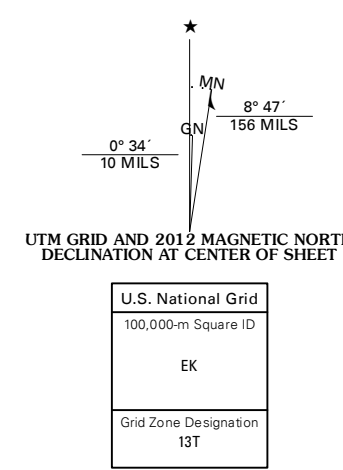 ★
MN
8° 47´
156 MILS
GN
0° 34´
10 MILS
UTM GRID AND 2012 MAGNETIC NORT
DECLINATION AT CENTER OF SHEET
U.S. National Grid
100,000-m Square ID
EK
Grid Zone Designation
13T